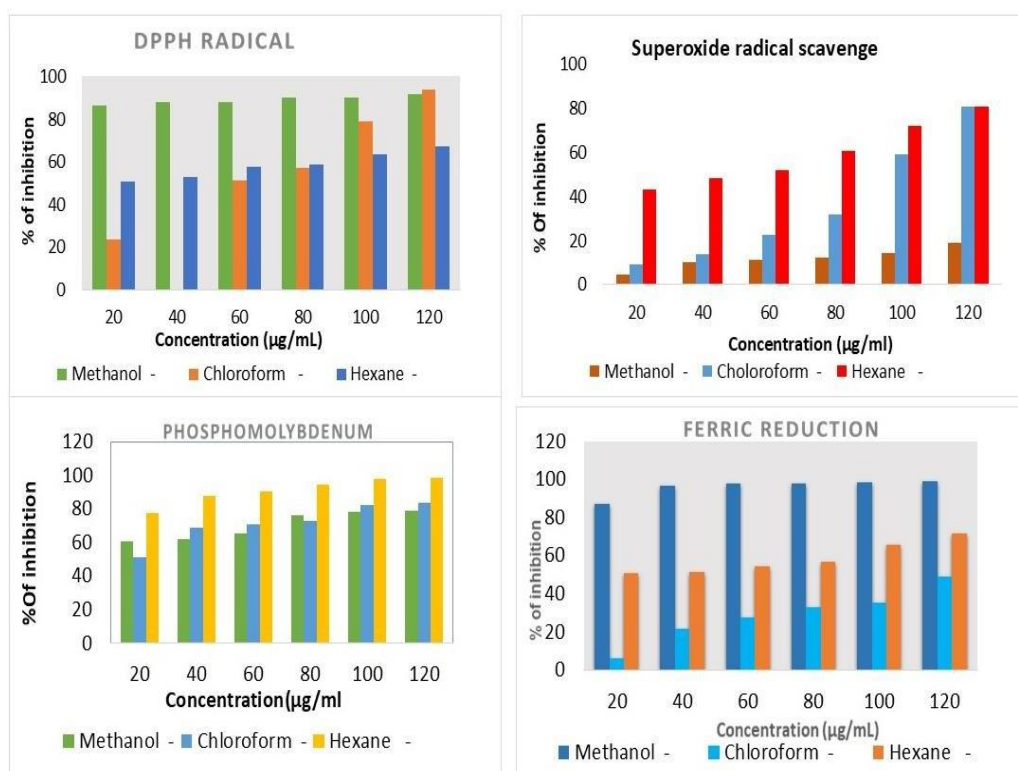 DPPH RADICAL
% of inhibition
100
80
60
40
20
0
20 40 60 80 100 120
Concentration (µg/mL)
Methanol - Chloroform - Hexane -
Superoxide radical scavenge
% Of inhibition
100
80
60
40
20
0
20 40 60 80 100 120
Concentration (µg/ml)
Methanol - Choloroform - Hexane -
PHOSPHOMOLYBDENUM
%Of inhibition
120
100
80
60
40
20
0
20 40 60 80 100 120
Concentration(µg/ml
Methanol - Chloroform - Hexane -
FERRIC REDUCTION
% of inhibition
120
100
80
60
40
20
0
20 40 60 80 100 120
Concentration (µg/mL)
Methanol - Chloroform - Hexane -